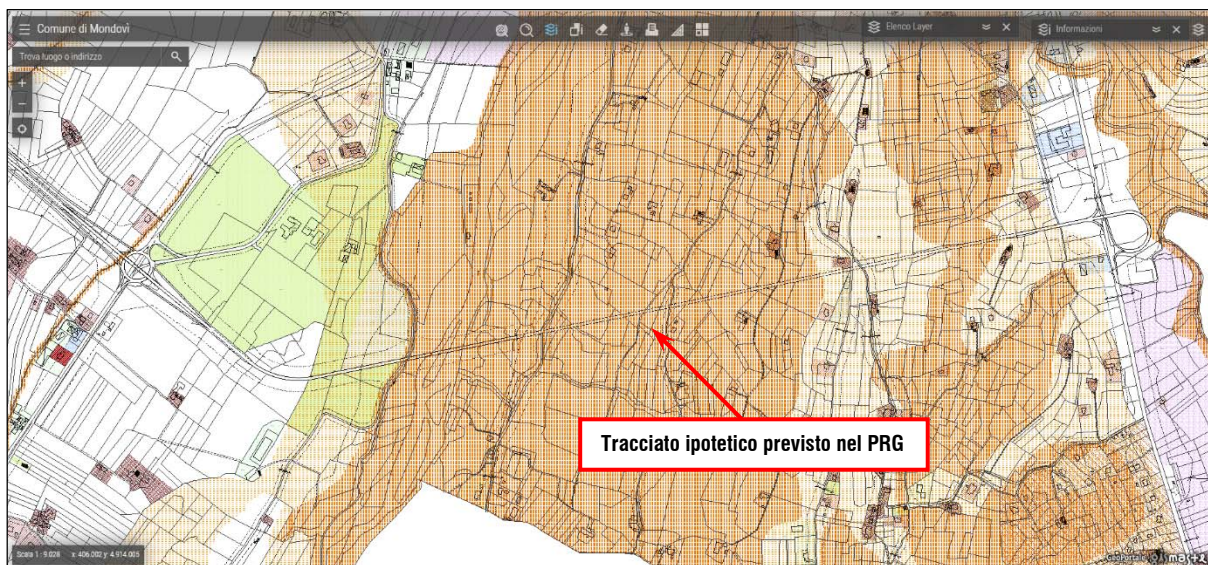 Comune di Mondovì
Elenco Layer
Informazioni
Trova luogo o indirizzo
Tracciato ipotetico previsto nel PRG
Scala 1 : 9.028 x: 406.002 y: 4.914.005
GeoPortale